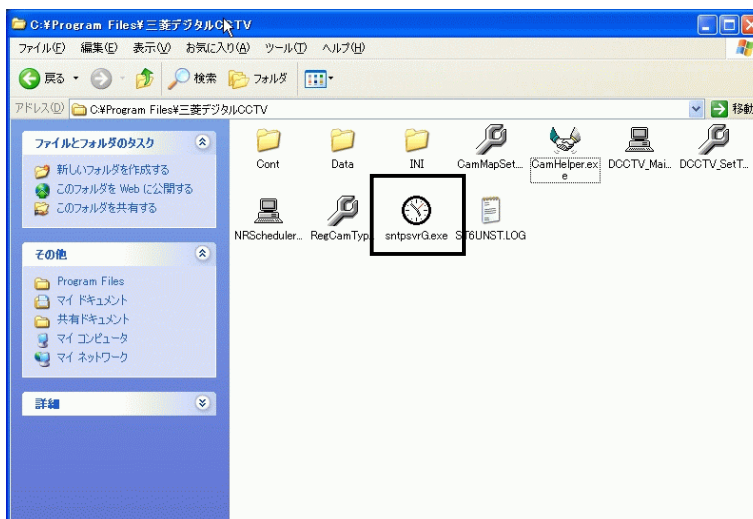 C:¥Program Files¥三菱デジタルCCTV
ファイル(F) 編集(E) 表示(V) お気に入り(A) ツール(T) ヘルプ(H)
戻る 検索 フォルダ
アドレス(D) C:¥Program Files¥三菱デジタルCCTV 移動
ファイルとフォルダのタスク
新しいフォルダを作成する
このフォルダを Web に公開する
このフォルダを共有する
その他
Program Files
マイ ドキュメント
共有ドキュメント
マイ コンピュータ
マイ ネットワーク
詳細
Cont Data INI CamMapSet... CamHelper.ex
e DCCTV_Mai... DCCTV_SetT...
NRScheduler... RegCamTyp... sntpsvrG.exe ST6UNST.LOG